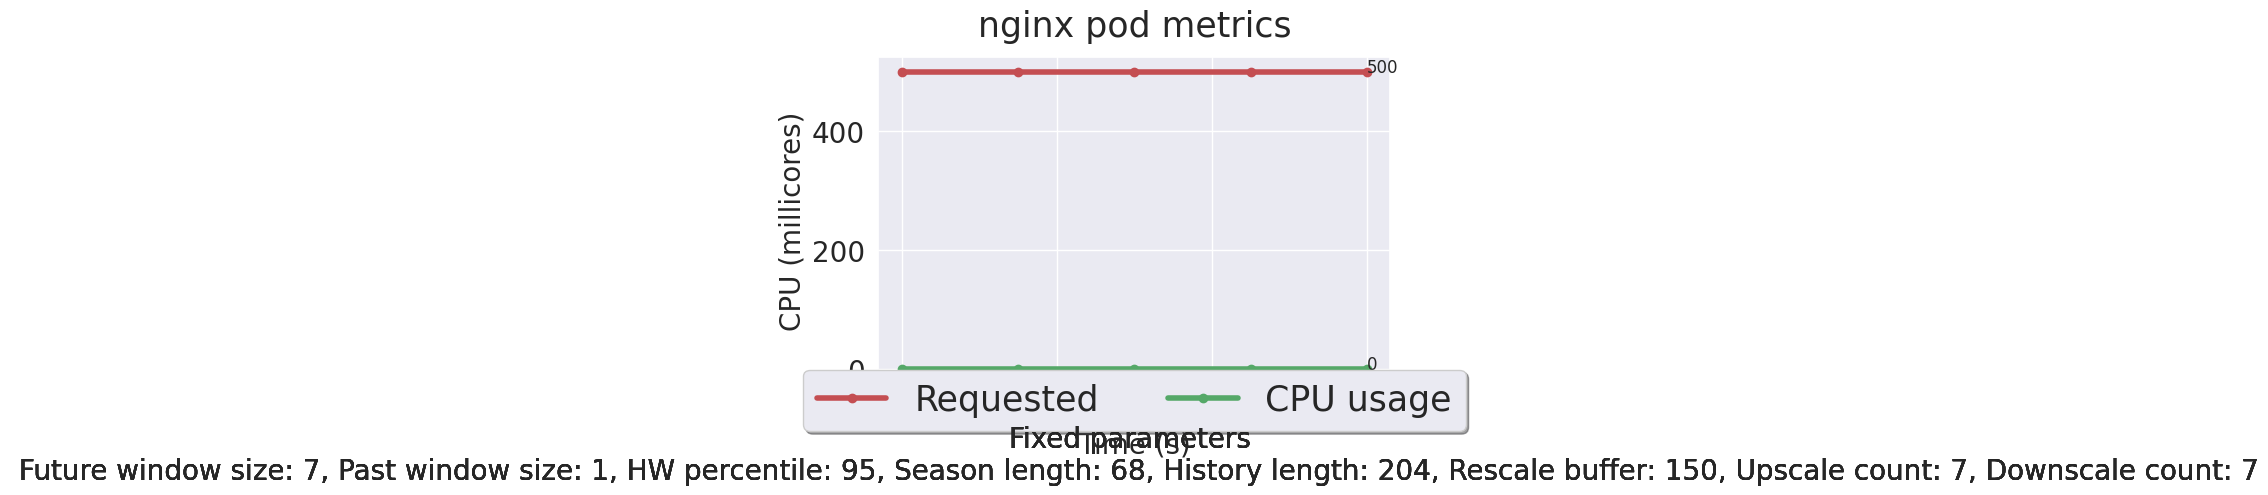 nginx pod metrics
500
400
CPU (millicores)
200
0
0
Requested CPU usage
Fixed parameters
Time (s)
Future window size: 7, Past window size: 1, HW percentile: 95, Season length: 68, History length: 204, Rescale buffer: 150, Upscale count: 7, Downscale count: 7